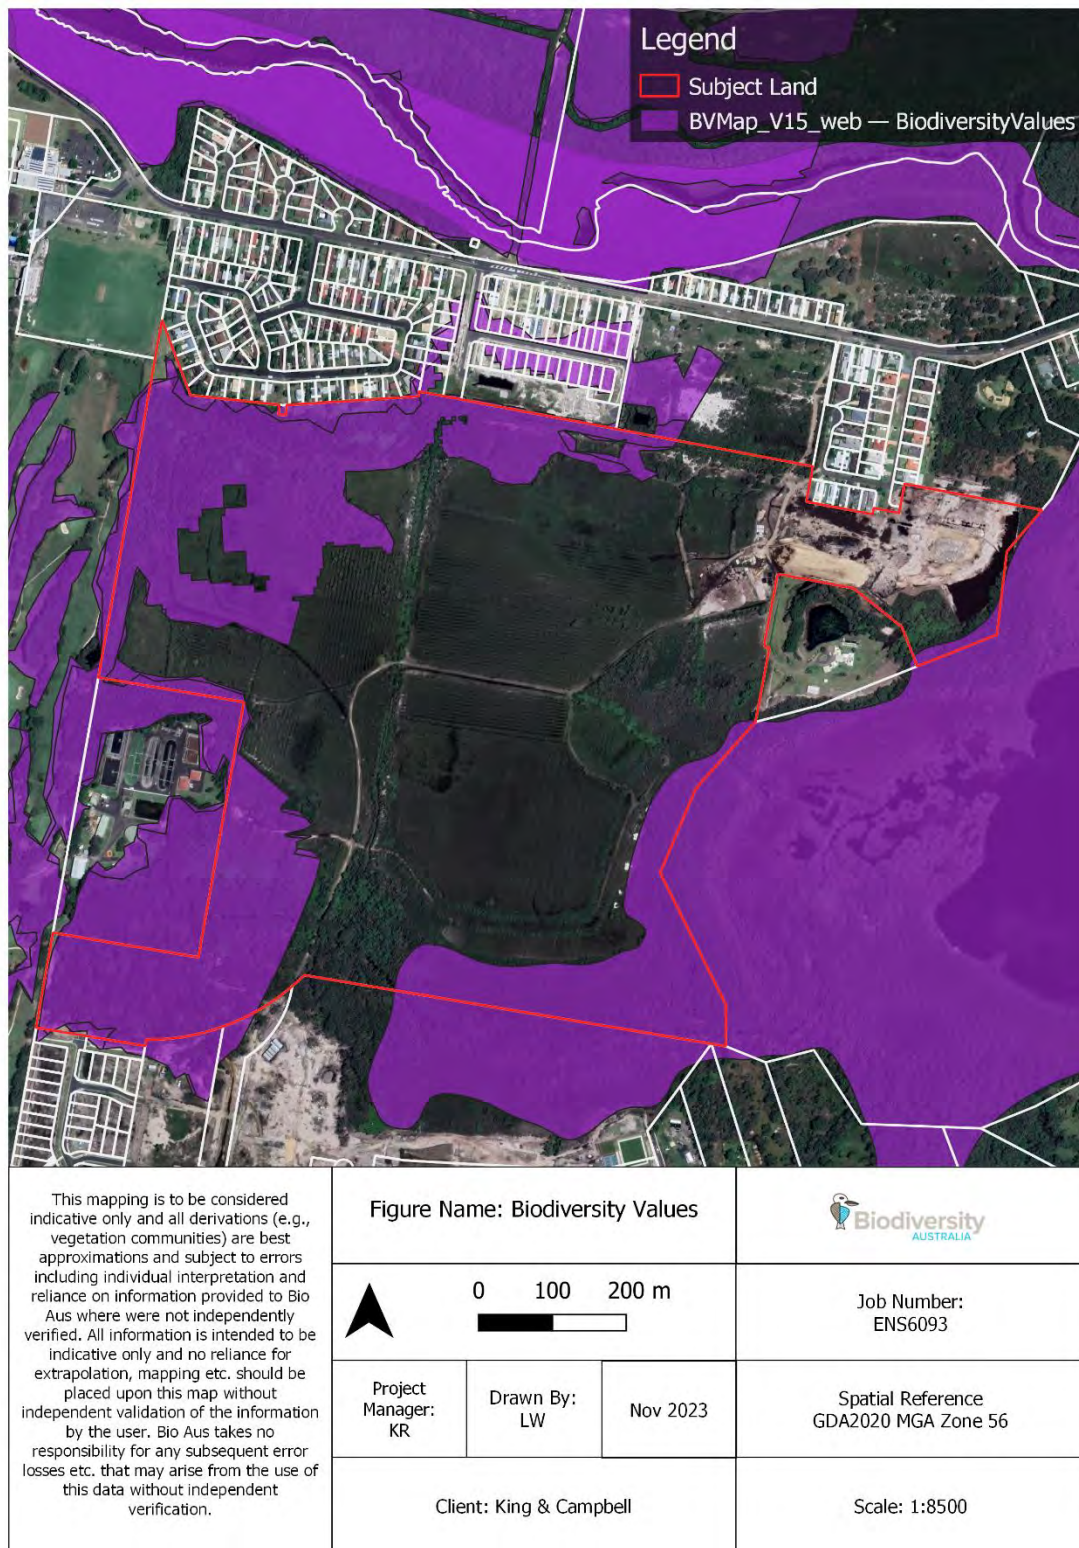 Legend
Subject Land
BVMap_V15_web — BiodiversityValues
This mapping is to be considered
indicative only and all derivations (e.g.,
vegetation communities) are best
approximations and subject to errors
including individual interpretation and
reliance on information provided to Bio
Aus where were not independently
verified. All information is intended to be
indicative only and no reliance for
extrapolation, mapping etc. should be
placed upon this map without
independent validation of the information
by the user. Bio Aus takes no
responsibility for any subsequent error
losses etc. that may arise from the use of
this data without independent
verification.
Figure Name: Biodiversity Values
0 100 200 m
Project
Manager:
KR
Drawn By:
LW
Nov 2023
Client: King & Campbell
Biodiversity
AUSTRALIA
Job Number:
ENS6093
Spatial Reference
GDA2020 MGA Zone 56
Scale: 1:8500